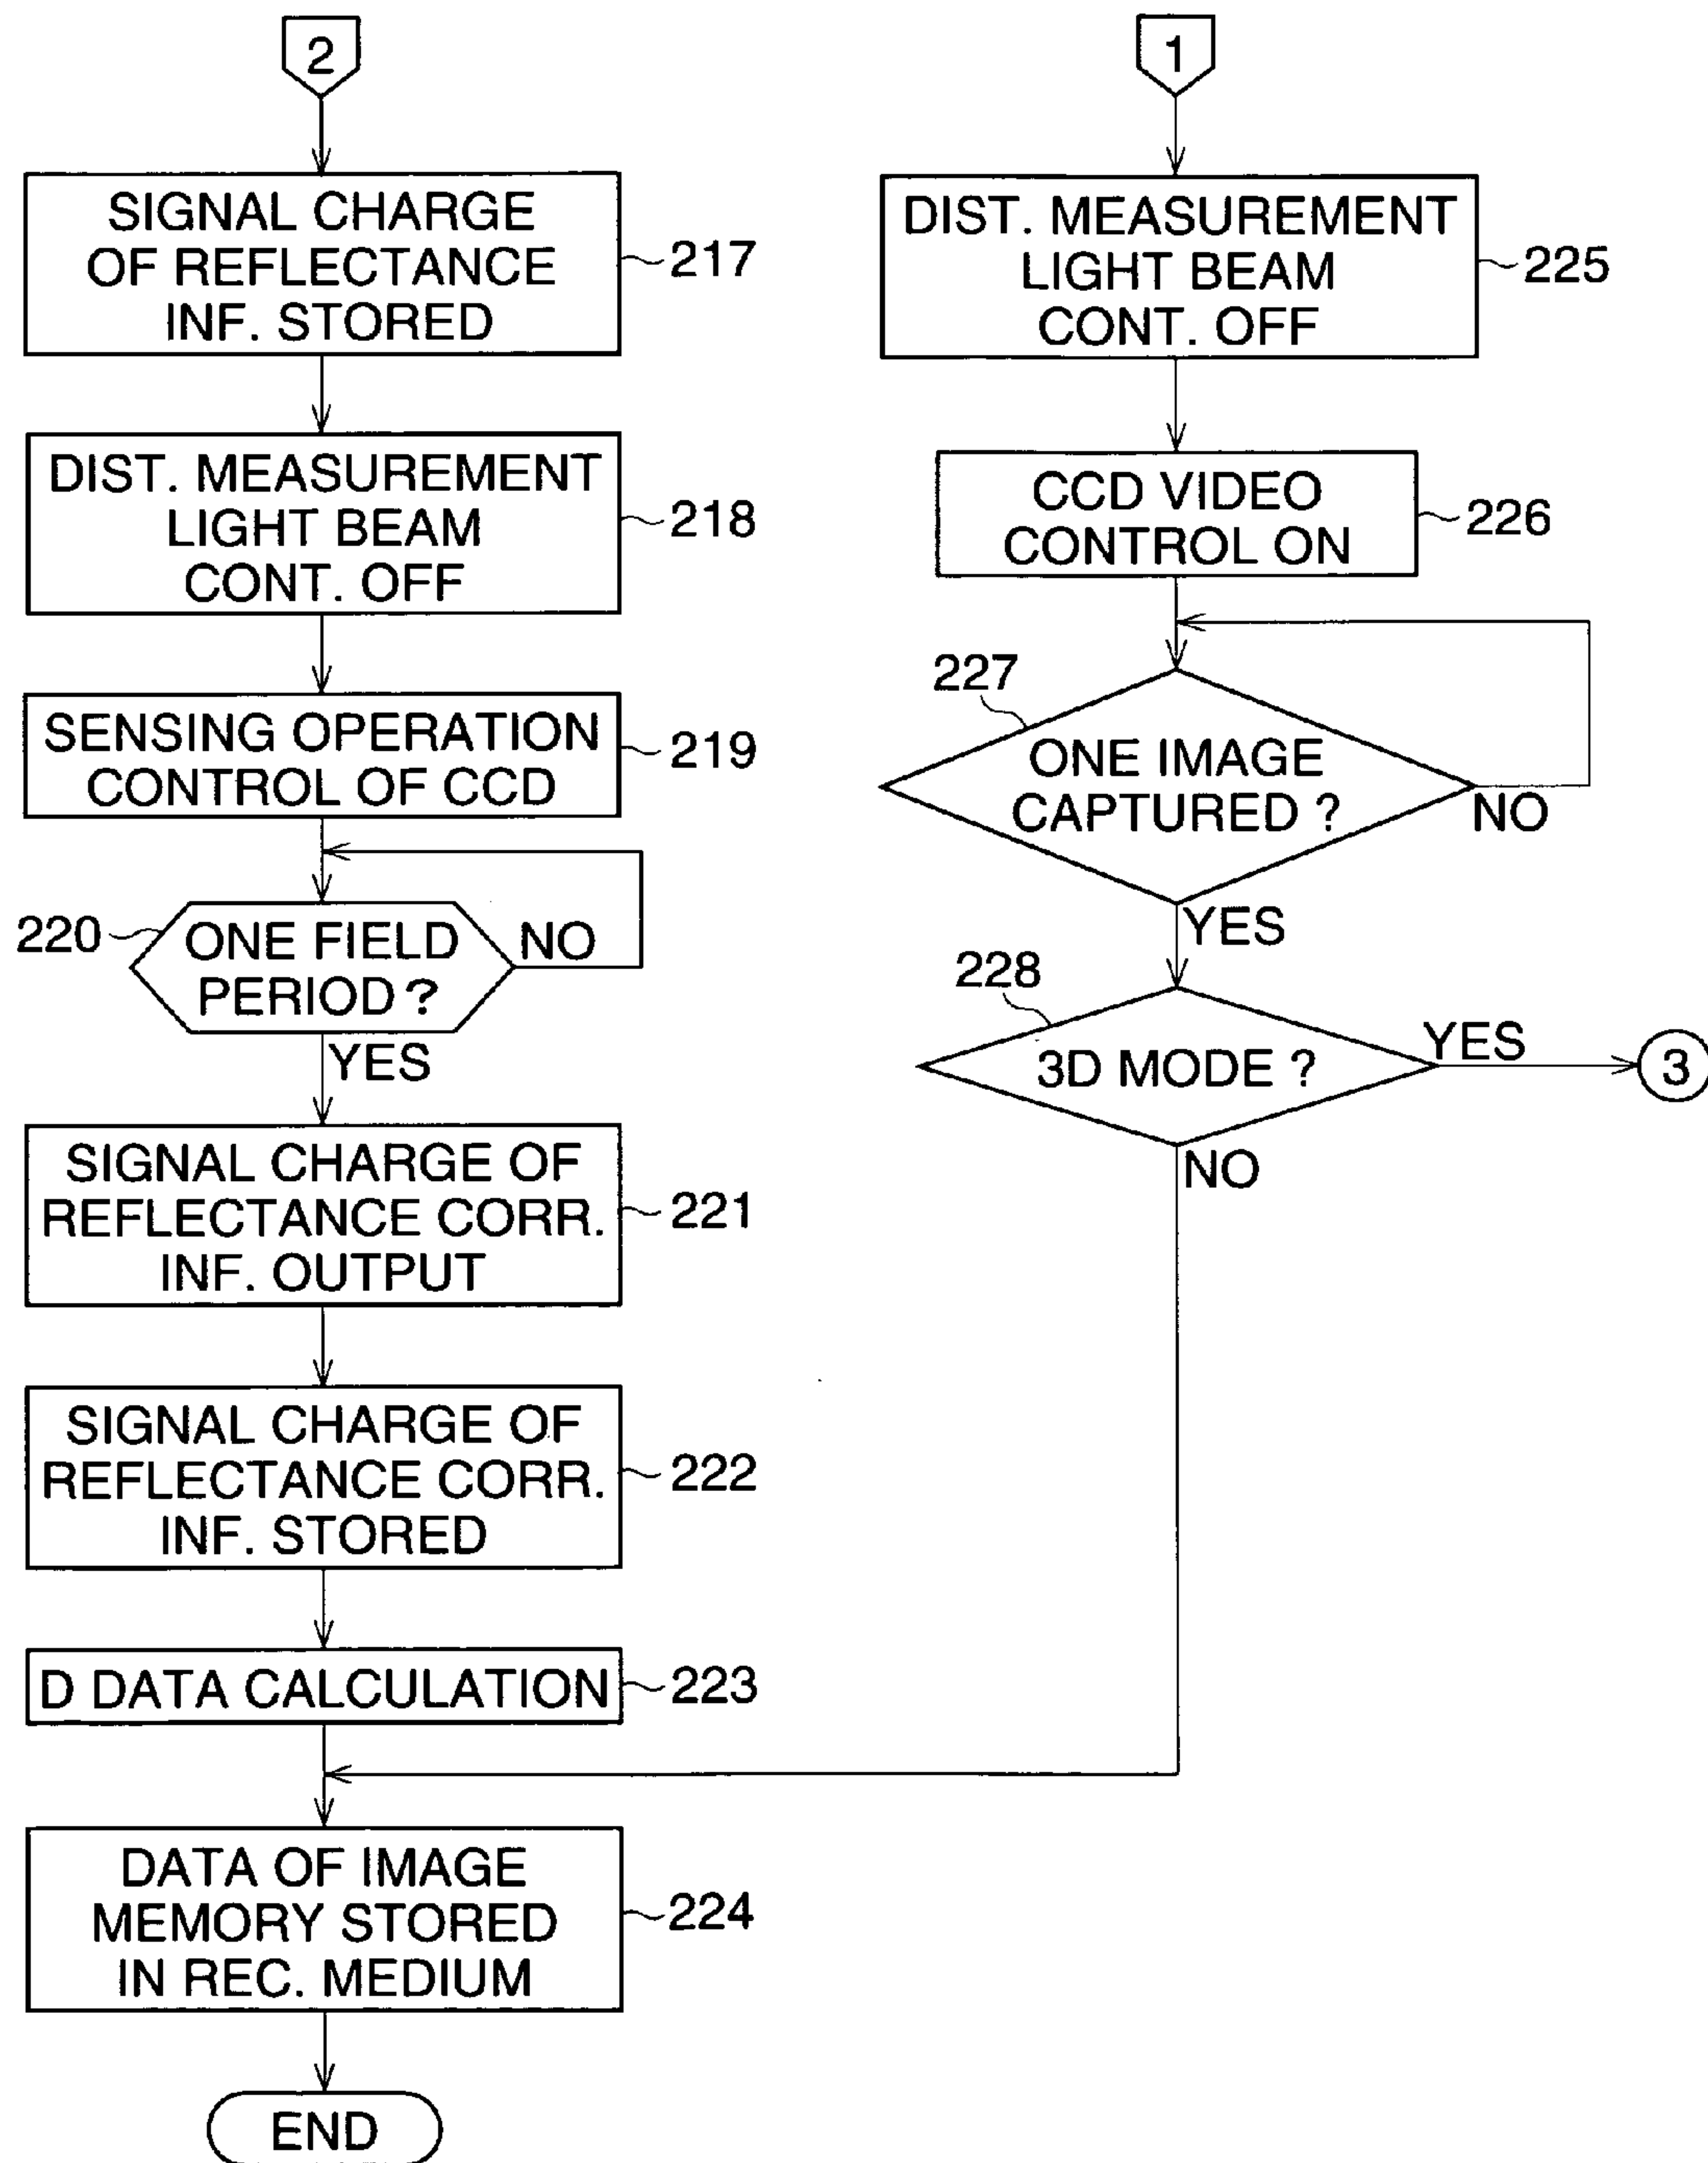 2
SIGNAL CHARGE
OF REFLECTANCE
INF. STORED
217
DIST. MEASUREMENT
LIGHT BEAM
CONT. OFF
218
SENSING OPERATION
CONTROL OF CCD
219
220
ONE FIELD
PERIOD ?
NO
YES
SIGNAL CHARGE OF
REFLECTANCE CORR.
INF. OUTPUT
221
SIGNAL CHARGE OF
REFLECTANCE CORR.
INF. STORED
222
D DATA CALCULATION
223
DATA OF IMAGE
MEMORY STORED
IN REC. MEDIUM
224
END
1
DIST. MEASUREMENT
LIGHT BEAM
CONT. OFF
225
CCD VIDEO
CONTROL ON
226
227
ONE IMAGE
CAPTURED ?
NO
YES
228
3D MODE ?
YES
3
NO